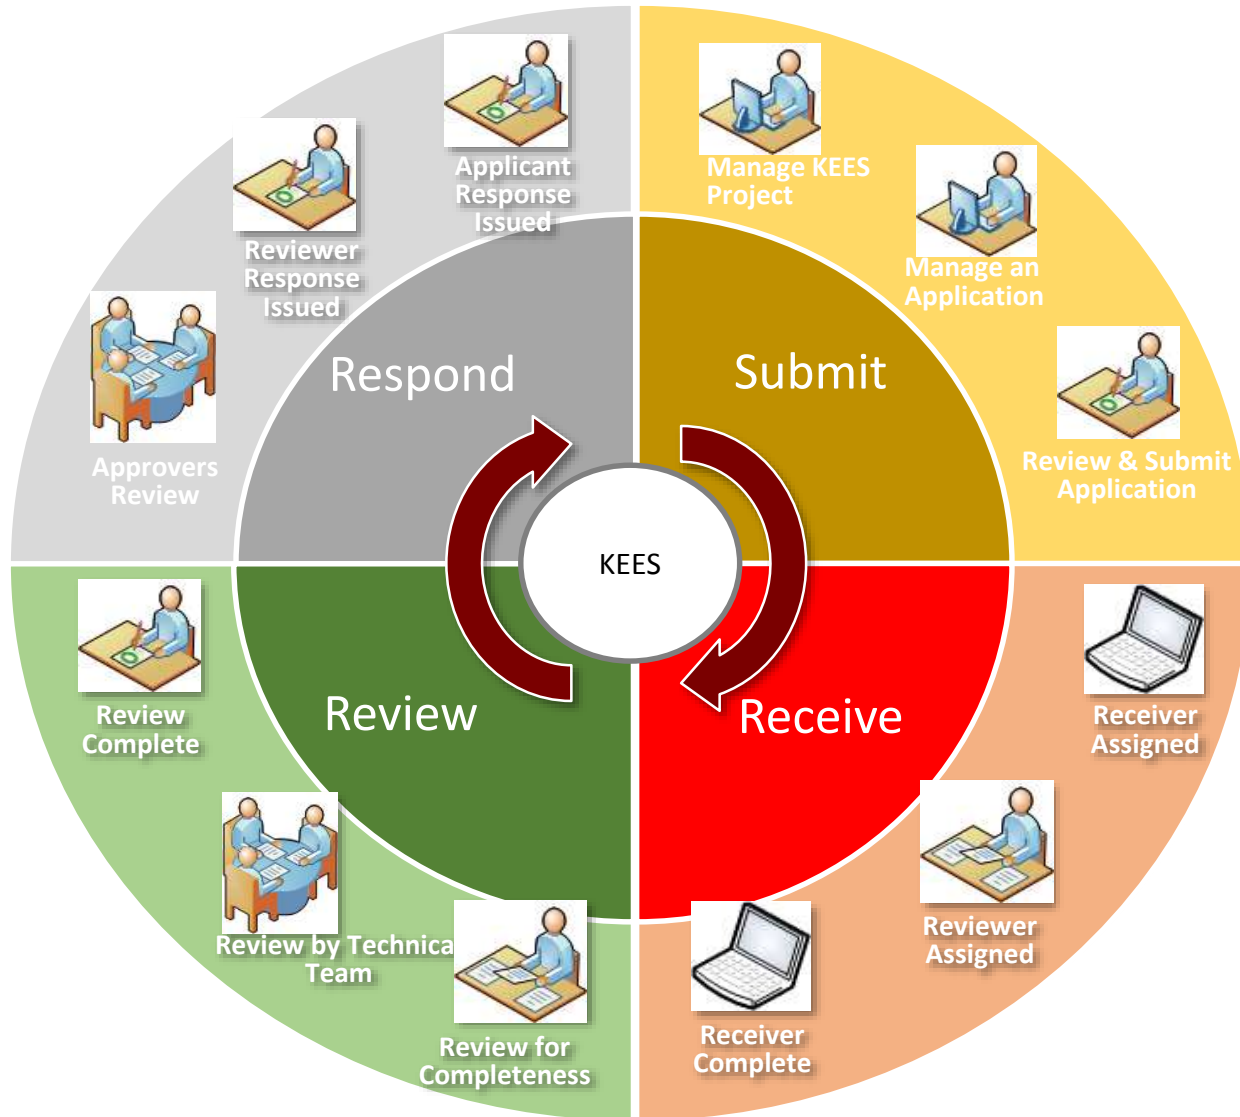 Applicant
Response
Issued
Manage KEES
Project
Reviewer
Response
Issued
Manage an
Application
Respond
Submit
Approvers
Review
Review & Submit
Application
KEES
Review
Complete
Review
Receive
Receiver
Assigned
Review by Technica
Team
Reviewer
Assigned
Review for
Completeness
Receiver
Complete